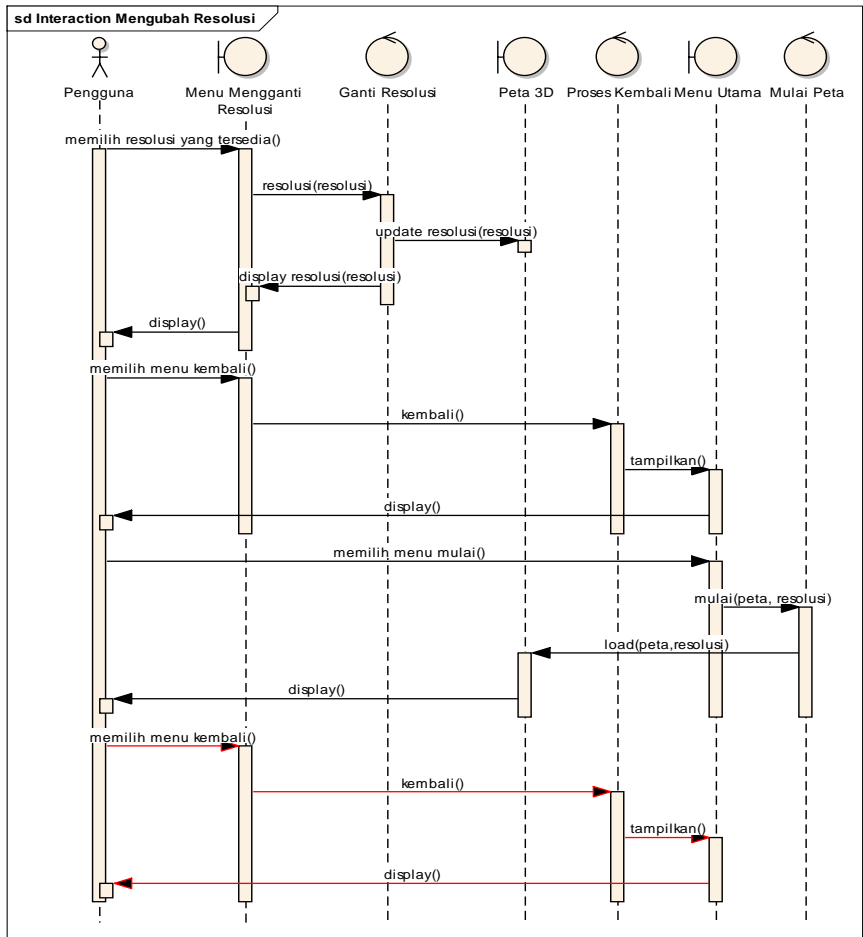 sd Interaction Mengubah Resolusi
Pengguna
Menu Mengganti
Resolusi
Ganti Resolusi
Peta 3D
Proses Kembali
Menu Utama
Mulai Peta
memilih resolusi yang tersedia()
resolusi(resolusi)
update resolusi(resolusi)
display resolusi(resolusi)
display()
memilih menu kembali()
kembali()
tampilkan()
display()
memilih menu mulai()
mulai(peta, resolusi)
load(peta,resolusi)
display()
memilih menu kembali()
kembali()
tampilkan()
display()